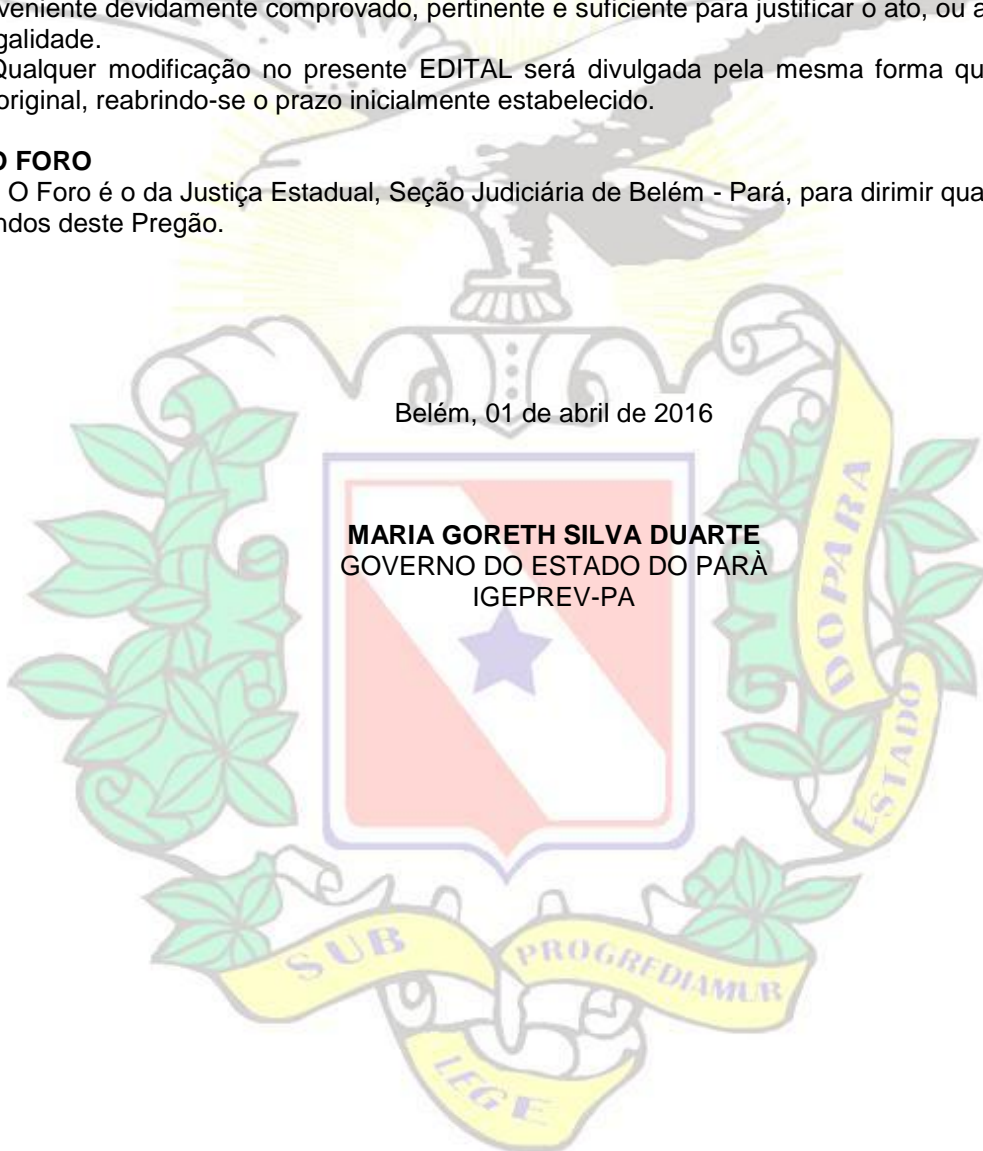 veniente devidamente comprovado, pertinente e suficiente para justificar o ato, ou a
galidade.
Qualquer modificação no presente EDITAL será divulgada pela mesma forma qu
original, reabrindo-se o prazo inicialmente estabelecido.
O FORO
O Foro é o da Justiça Estadual, Seção Judiciária de Belém - Pará, para dirimir qua
ndos deste Pregão.
Belém, 01 de abril de 2016
MARIA GORETH SILVA DUARTE
GOVERNO DO ESTADO DO PARÀ
IGEPREV-PA
ESTADO
DOPARA
SUB
LEGE
PROGREDIAMUR